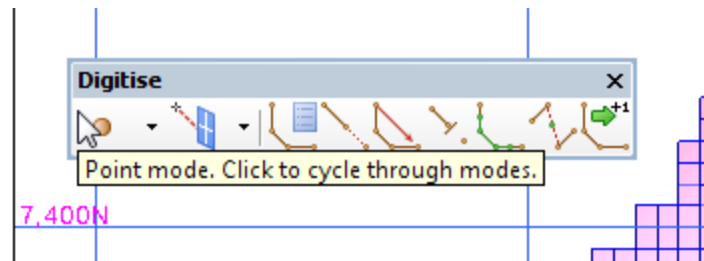 Digitise
+1
Point mode. Click to cycle through modes.
7,400N